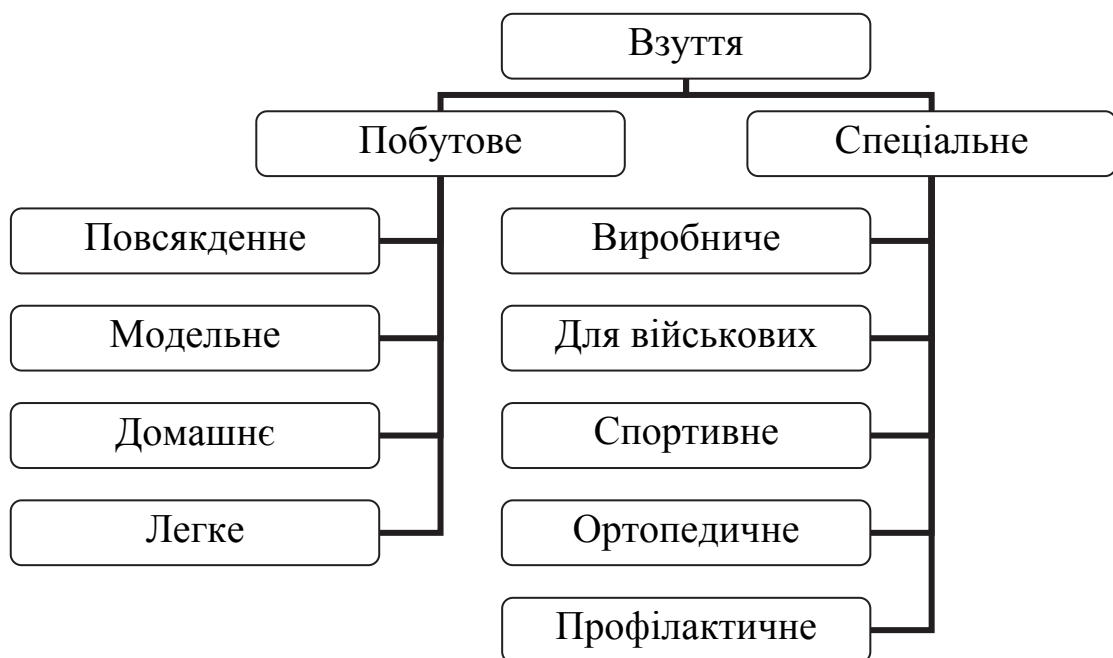 Взуття
Побутове
Спеціальне
Повсякденне
Виробниче
Модельне
Для військових
Домашнє
Спортивне
Легке
Ортопедичне
Профілактичне